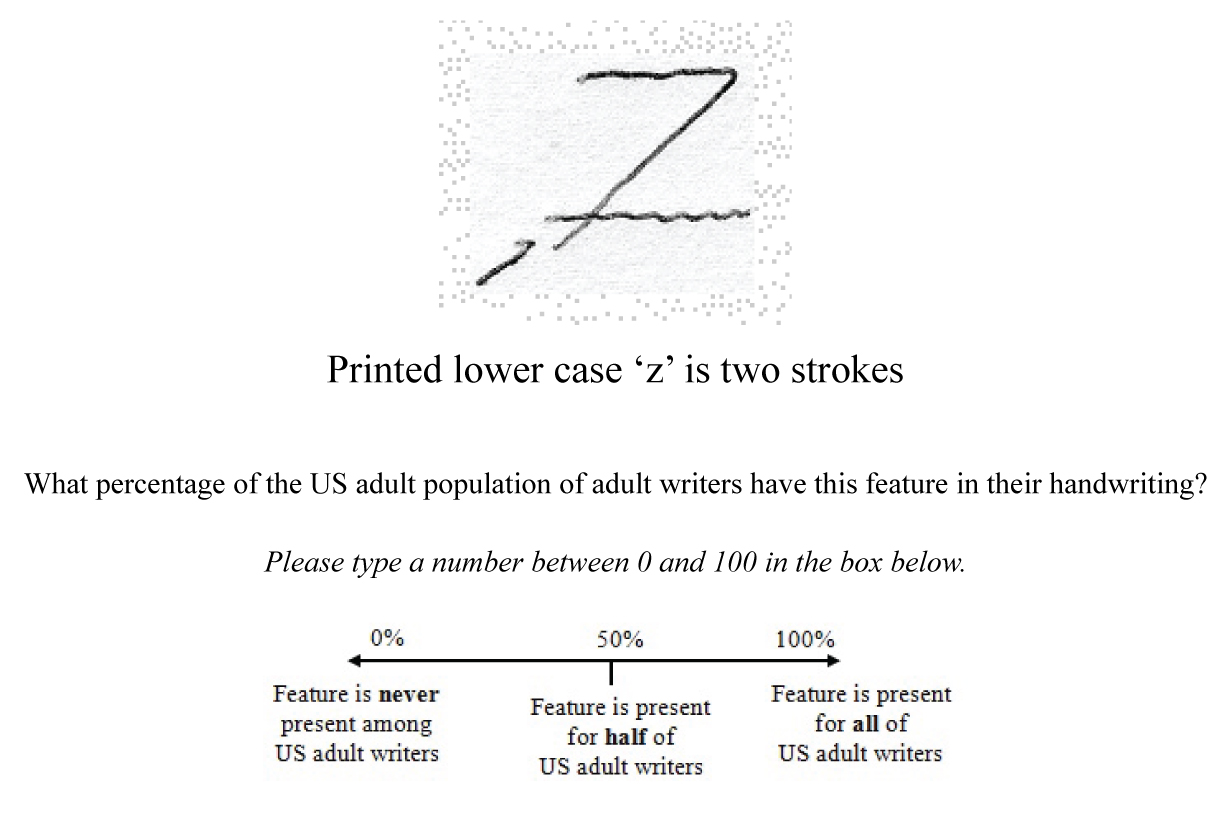 Z
Printed lower case ‘z’ is two strokes
What percentage of the US adult population of adult writers have this feature in their handwriting?
Please type a number between 0 and 100 in the box below.
0% 50% 100%
Feature is never present among US adult writers
Feature is present for half of US adult writers
Feature is present for all of US adult writers